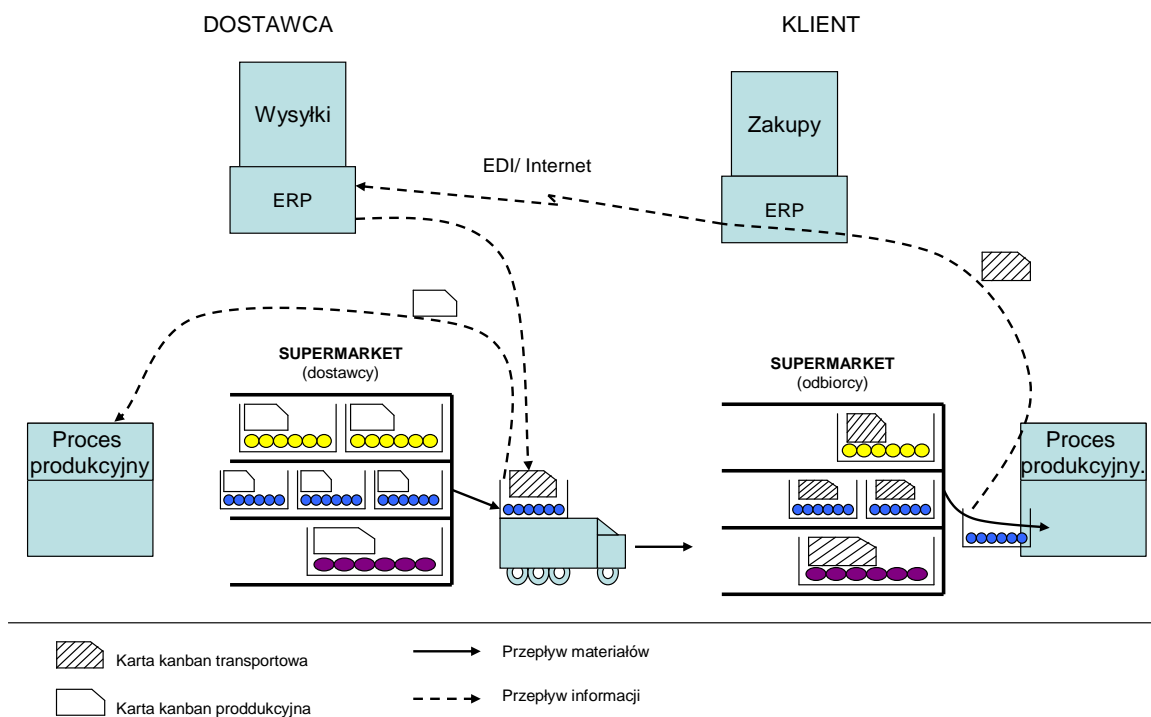 DOSTAWCA
KLIENT
Wysyłki
ERP
EDI/ Internet
Zakupy
ERP
SUPERMARKET
(dostawcy)
SUPERMARKET
(odbiorcy)
Proces
produkcyjny
Proces
produkcyjny.
Karta kanban transportowa
Przepływ materiałów
Karta kanban proddukcyjna
Przepływ informacji